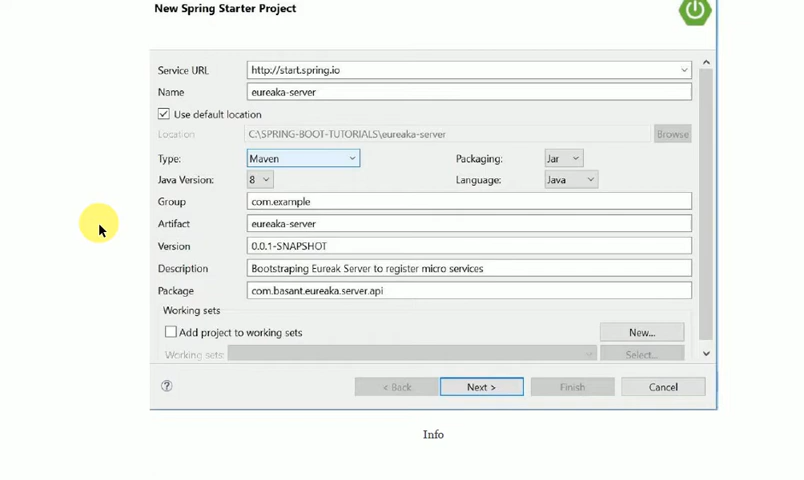 New Spring Starter Project
Service URL http://start.spring.io
Name eureaka-server
Use default location
Location C:\SPRING-BOOT-TUTORIALS\eureaka-server Browse
Type: Maven Packaging: Jar
Java Version: 8 Language: Java
Group com.example
Artifact eureaka-server
Version 0.0.1-SNAPSHOT
Description Bootstraping Eureak Server to register micro services
Package com.basant.eureaka.server.api
Working sets
Add project to working sets New...
Working sets: Select...
? < Back Next > Finish Cancel
Info